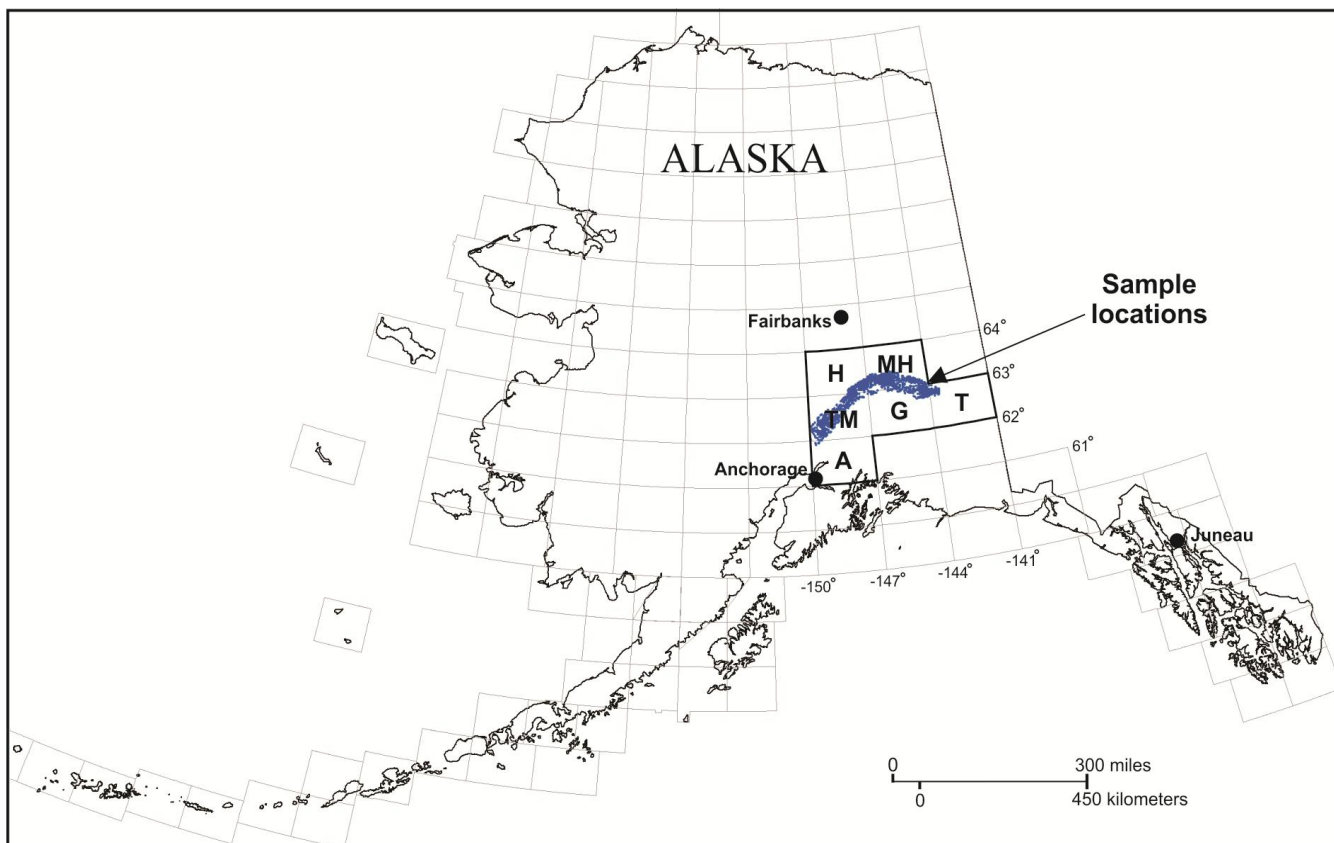 ALASKA
Sample
locations
Fairbanks
64°
63°
62°
61°
H
MH
TM
G
T
A
Anchorage
Juneau
-150°
-147°
-144°
-141°
0
300 miles
0
450 kilometers